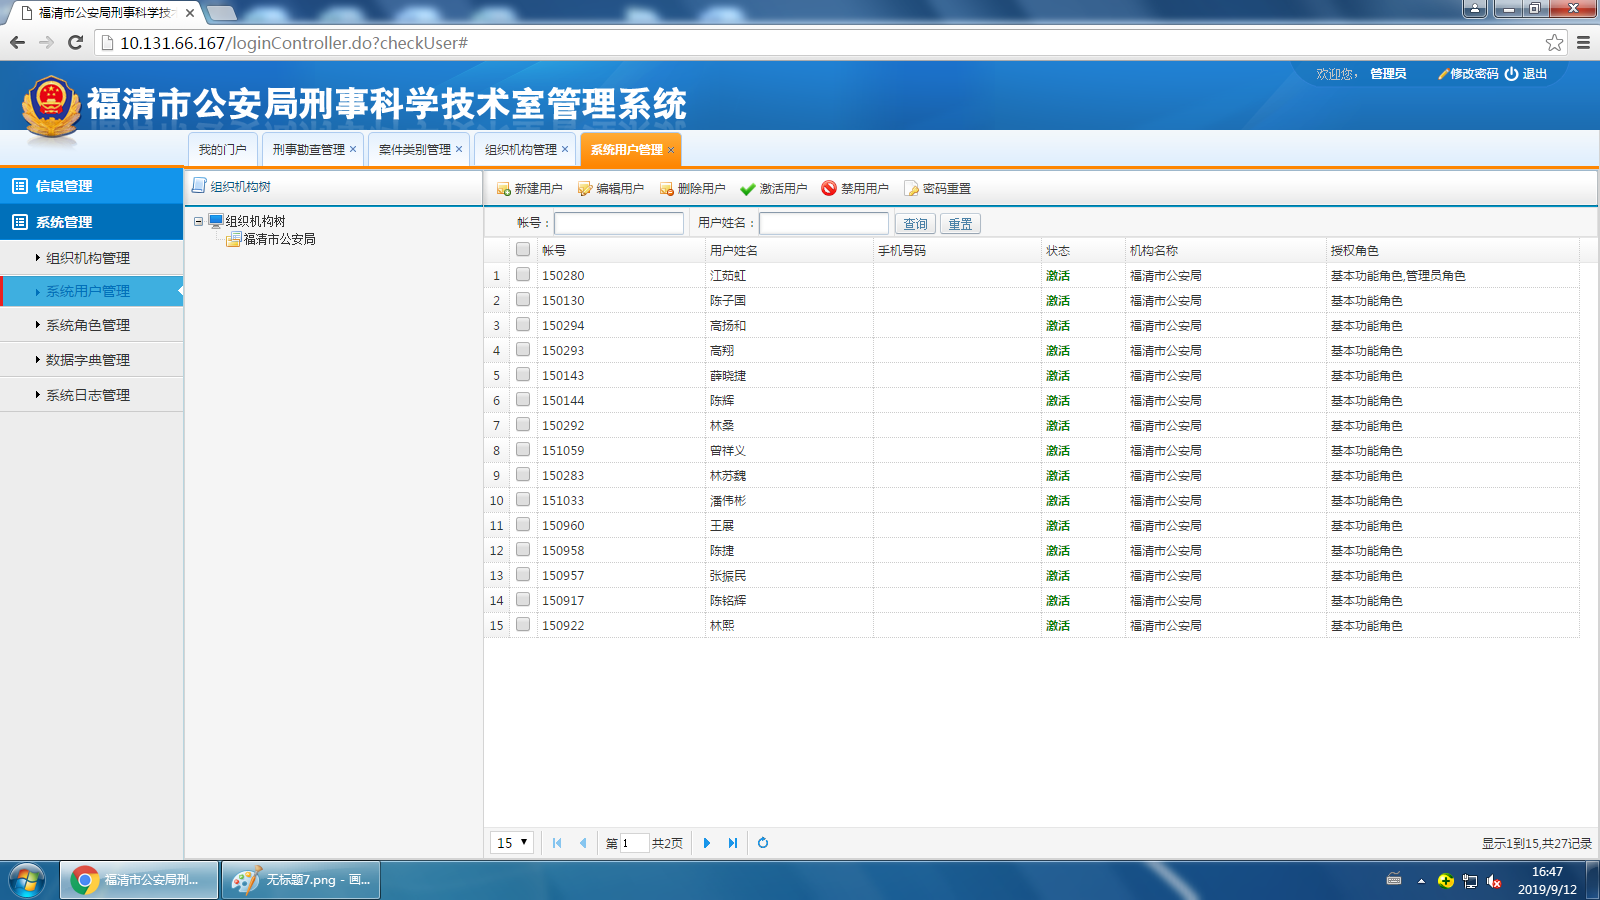 福清市公安局刑事科学技
10.131.66.167/loginController.do?checkUser#
福清市公安局刑事科学技术室管理系统
欢迎您， 管理员 修改密码 退出
我的门户 刑事勘查管理 案件类别管理 组织机构管理 系统用户管理
信息管理
系统管理
组织机构管理
系统用户管理
系统角色管理
数据字典管理
系统日志管理
组织机构树
组织机构树
福清市公安局
新建用户 编辑用户 删除用户 激活用户 禁用用户 密码重置
帐号： 用户姓名： 查询 重置
帐号 用户姓名 手机号码 状态 机构名称 授权角色
1 150280 江茹虹 激活 福清市公安局 基本功能角色,管理员角色
2 150130 陈子国 激活 福清市公安局 基本功能角色
3 150294 高扬和 激活 福清市公安局 基本功能角色
4 150293 高翔 激活 福清市公安局 基本功能角色
5 150143 薛晓捷 激活 福清市公安局 基本功能角色
6 150144 陈辉 激活 福清市公安局 基本功能角色
7 150292 林桑 激活 福清市公安局 基本功能角色
8 151059 曾祥义 激活 福清市公安局 基本功能角色
9 150283 林苏魏 激活 福清市公安局 基本功能角色
10 151033 潘伟彬 激活 福清市公安局 基本功能角色
11 150960 王展 激活 福清市公安局 基本功能角色
12 150958 陈捷 激活 福清市公安局 基本功能角色
13 150957 张振民 激活 福清市公安局 基本功能角色
14 150917 陈铭辉 激活 福清市公安局 基本功能角色
15 150922 林熙 激活 福清市公安局 基本功能角色
15 第 1 共2页 显示1到15,共27记录
福清市公安局刑... 无标题7.png - 画...
16:47
2019/9/12